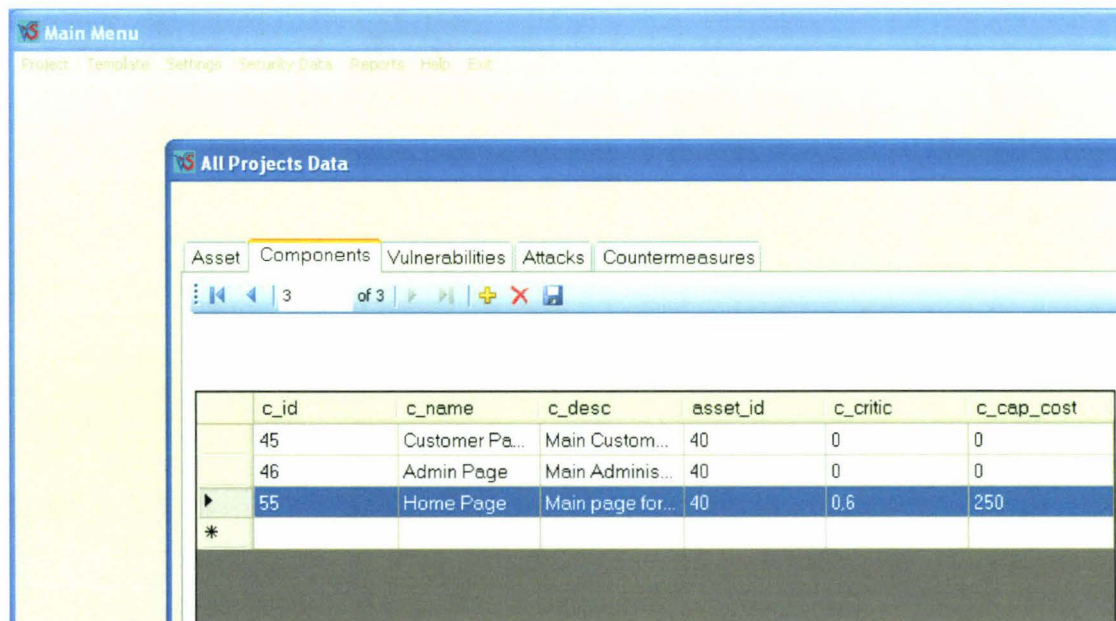 Main Menu
Project Template Settings Security Data Reports Help Exit
All Projects Data
Asset Components Vulnerabilities Attacks Countermeasures
3 of 3
c_id c_name c_desc asset_id c_critic c_cap_cost
45 Customer Pa... Main Custom... 40 0 0
46 Admin Page Main Adminis... 40 0 0
55 Home Page Main page for... 40 0,6 250